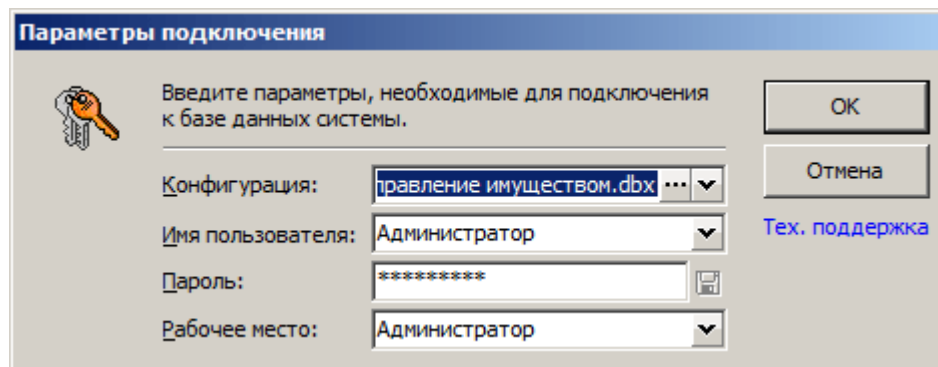 Параметры подключения
Введите параметры, необходимые для подключения
к базе данных системы.
Конфигурация: правление имуществом.dbx ...
Имя пользователя: Администратор
Пароль: *********
Рабочее место: Администратор
OK
Отмена
Тех. поддержка